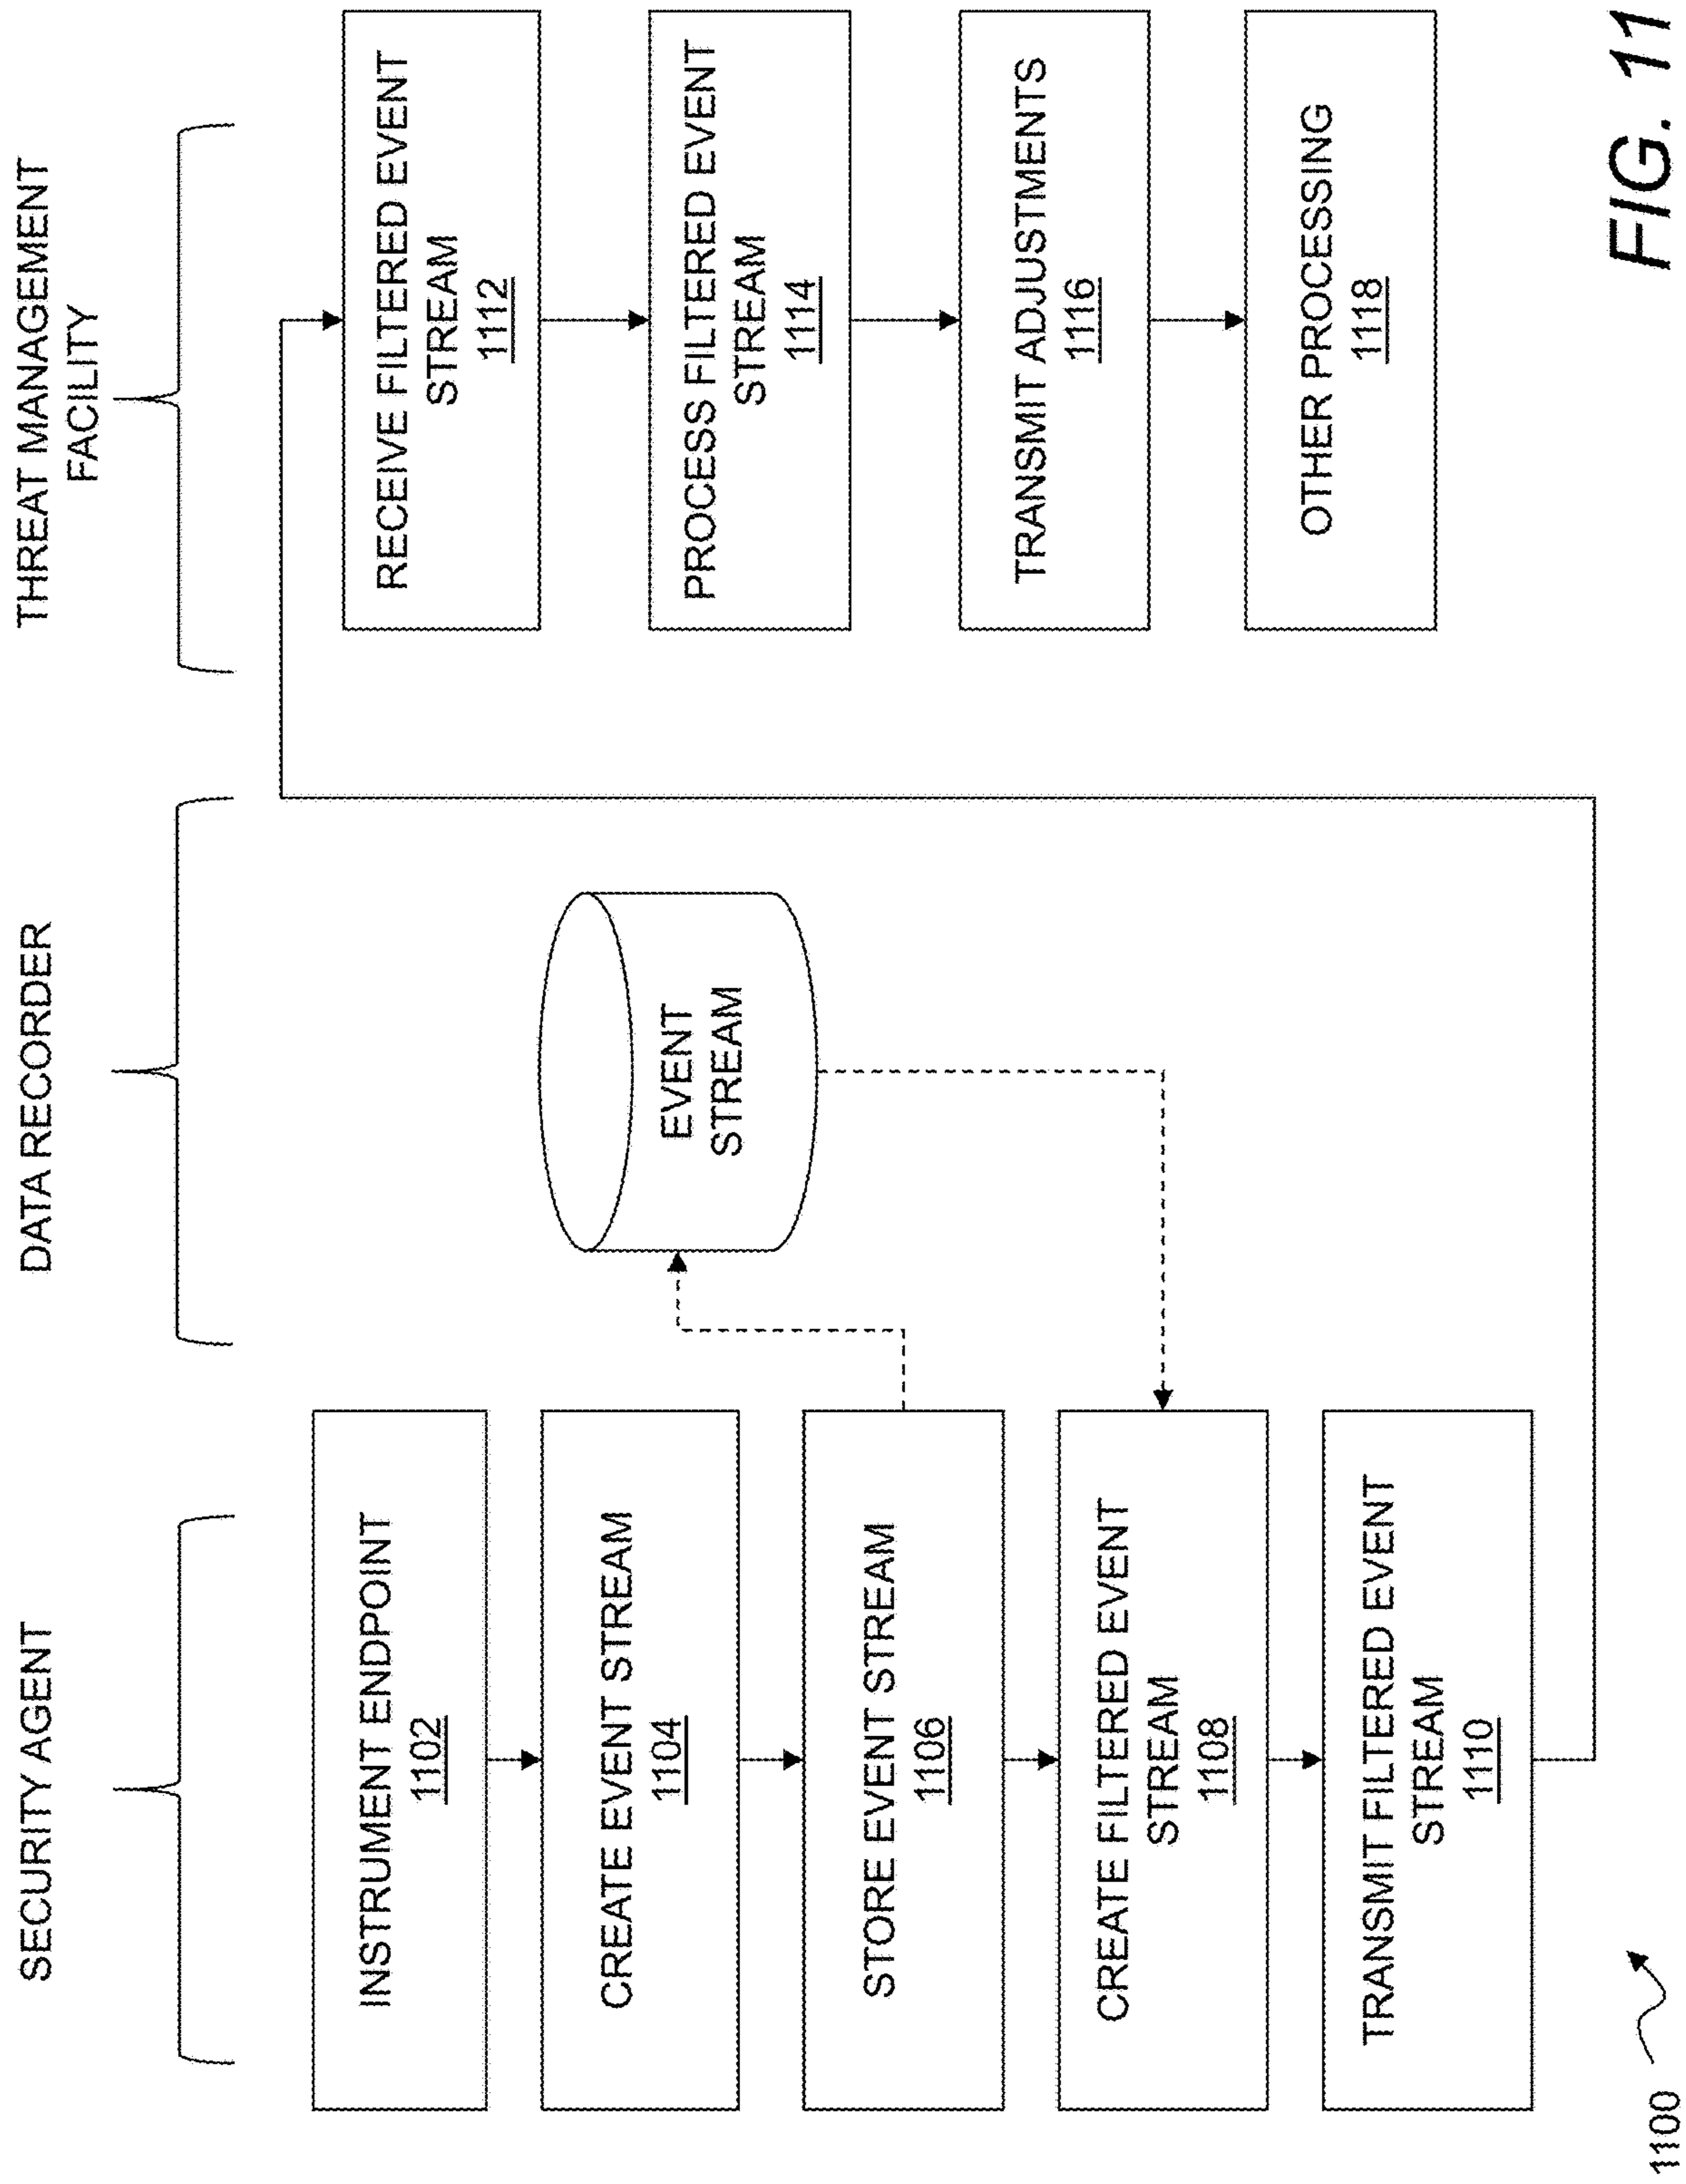 SECURITY AGENT
INSTRUMENT ENDPOINT
1102
CREATE EVENT STREAM
1104
STORE EVENT STREAM
1106
CREATE FILTERED EVENT
STREAM
1108
TRANSMIT FILTERED EVENT
STREAM
1110
DATA RECORDER
EVENT
STREAM
THREAT MANAGEMENT
FACILITY
RECEIVE FILTERED EVENT
STREAM
1112
PROCESS FILTERED EVENT
STREAM
1114
TRANSMIT ADJUSTMENTS
1116
OTHER PROCESSING
1118
1100
FIG. 11